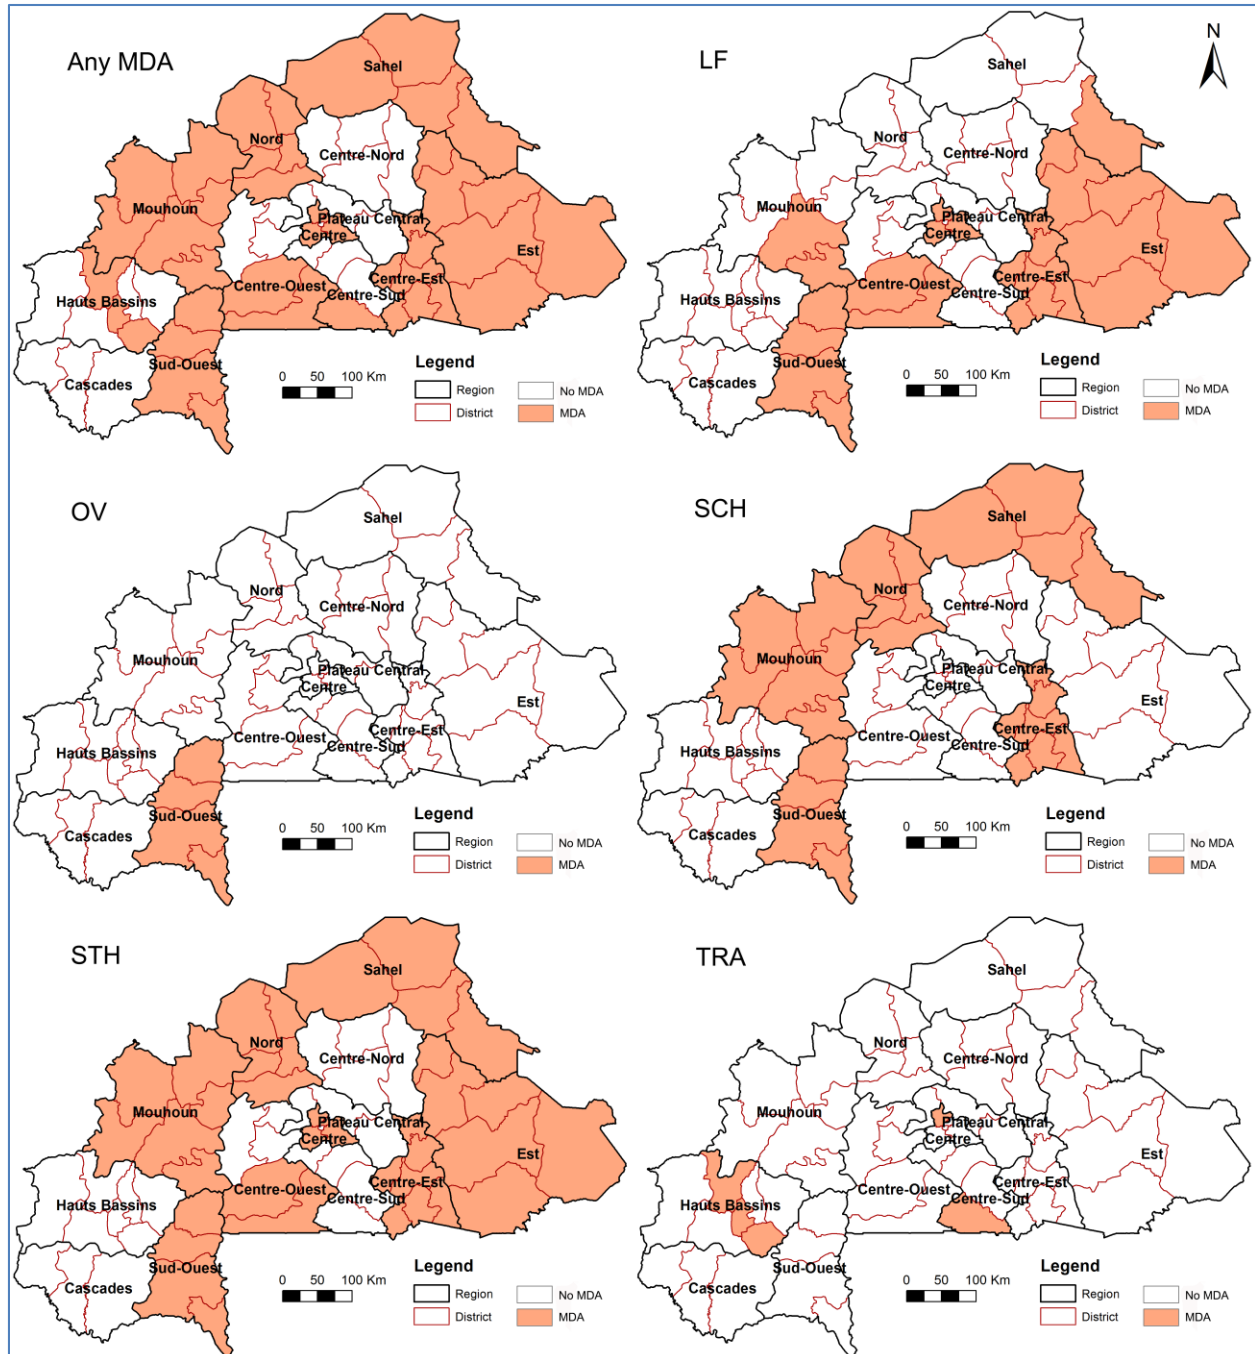 Any MDA
Sahel
Nord
Centre-Nord
Mouhoun
Plateau Central
Centre
Est
Hauts Bassins
Centre-Ouest
Centre-Est
Centre-Sud
Sud-Ouest
Cascades
0 50 100 Km
Legend
Region
No MDA
District
MDA
LF
N
Sahel
Nord
Centre-Nord
Mouhoun
Plateau Central
Centre
Est
Hauts Bassins
Centre-Ouest
Centre-Est
Centre-Sud
Sud-Ouest
Cascades
0 50 100 Km
Legend
Region
No MDA
District
MDA
OV
Sahel
Nord
Centre-Nord
Mouhoun
Plateau Central
Centre
Est
Hauts Bassins
Centre-Ouest
Centre-Est
Centre-Sud
Sud-Ouest
Cascades
0 50 100 Km
Legend
Region
No MDA
District
MDA
SCH
Sahel
Nord
Centre-Nord
Mouhoun
Plateau Central
Centre
Est
Hauts Bassins
Centre-Ouest
Centre-Est
Centre-Sud
Sud-Ouest
Cascades
0 50 100 Km
Legend
Region
No MDA
District
MDA
STH
Sahel
Nord
Centre-Nord
Mouhoun
Plateau Central
Centre
Est
Hauts Bassins
Centre-Ouest
Centre-Est
Centre-Sud
Sud-Ouest
Cascades
0 50 100 Km
Legend
Region
No MDA
District
MDA
TRA
Sahel
Nord
Centre-Nord
Mouhoun
Plateau Central
Centre
Est
Hauts Bassins
Centre-Ouest
Centre-Est
Centre-Sud
Sud-Ouest
Cascades
0 50 100 Km
Legend
Region
No MDA
District
MDA